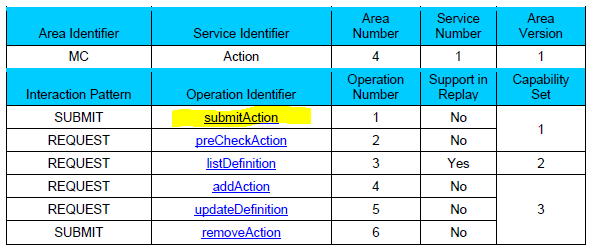 Area Identifier Service Identifier Area Number Service Number Area Version
MC Action 4 1 1
Interaction Pattern Operation Identifier Operation Number Support in Replay Capability Set
SUBMIT submitAction 1 No 1
REQUEST preCheckAction 2 No
REQUEST listDefinition 3 Yes 2
REQUEST addAction 4 No 3
REQUEST updateDefinition 5 No
SUBMIT removeAction 6 No